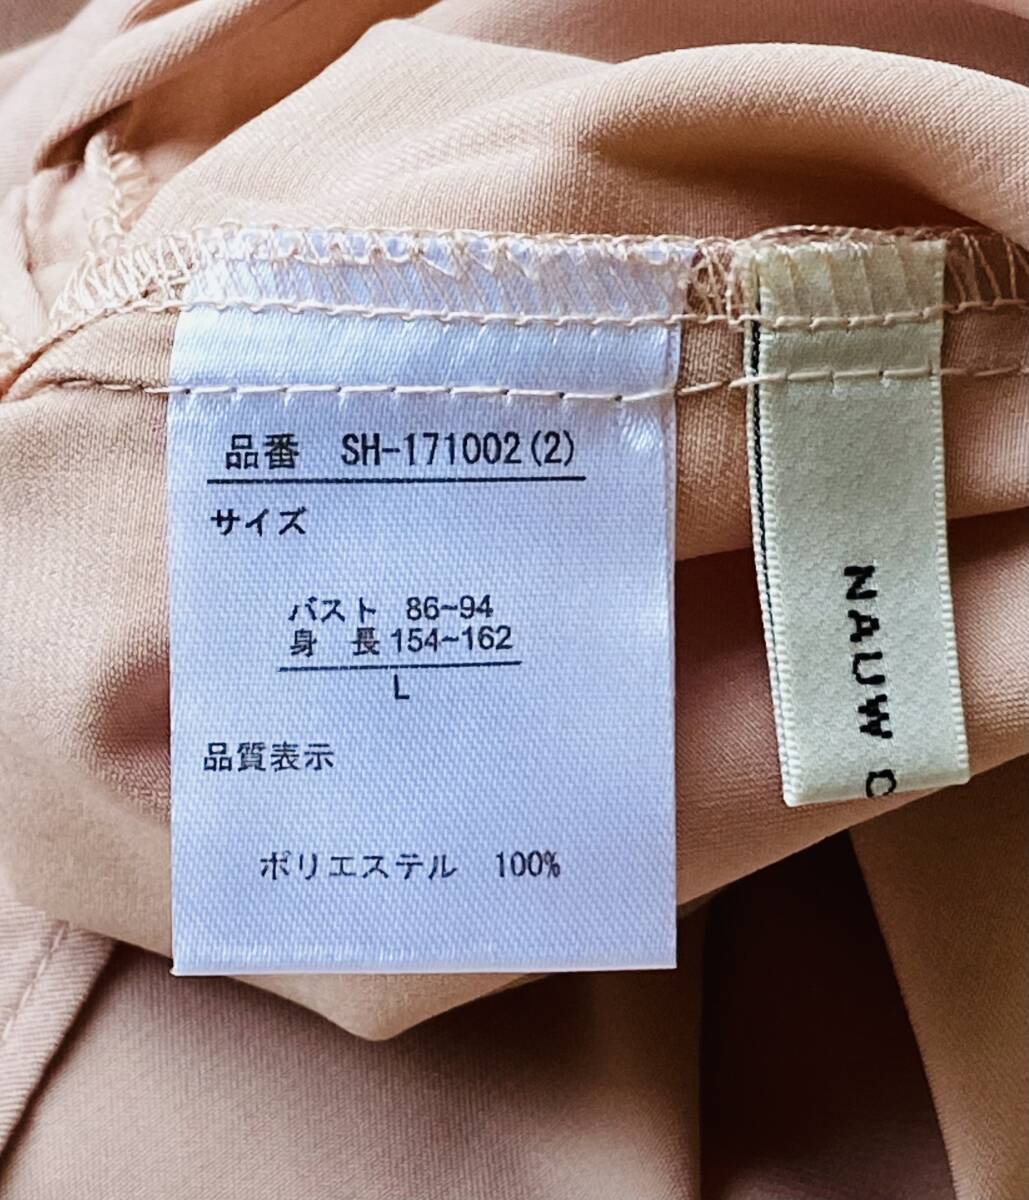 品番 SH-171002(2)
サイズ
バスト 86~94
身 長 154~162
L
品質表示
ポリエステル 100%
NAUW